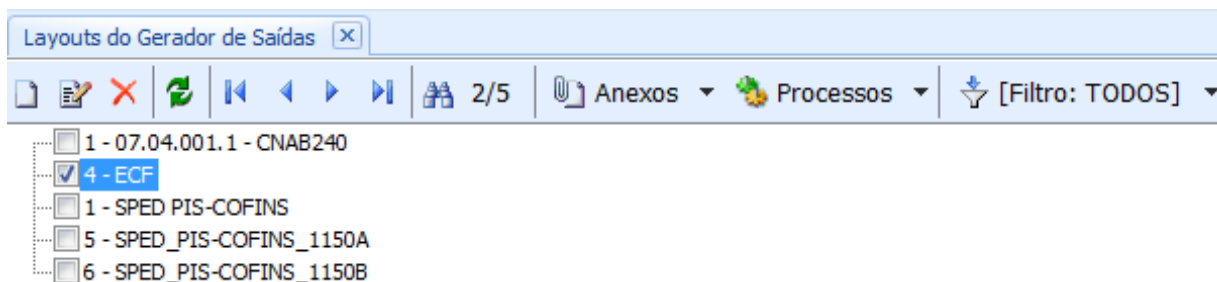 Layouts do Gerador de Saídas
2/5 Anexos Processos [Filtro: TODOS]
1 - 07.04.001.1 - CNAB240
4 - ECF
1 - SPED PIS-COFINS
5 - SPED_PIS-COFINS_1150A
6 - SPED_PIS-COFINS_1150B